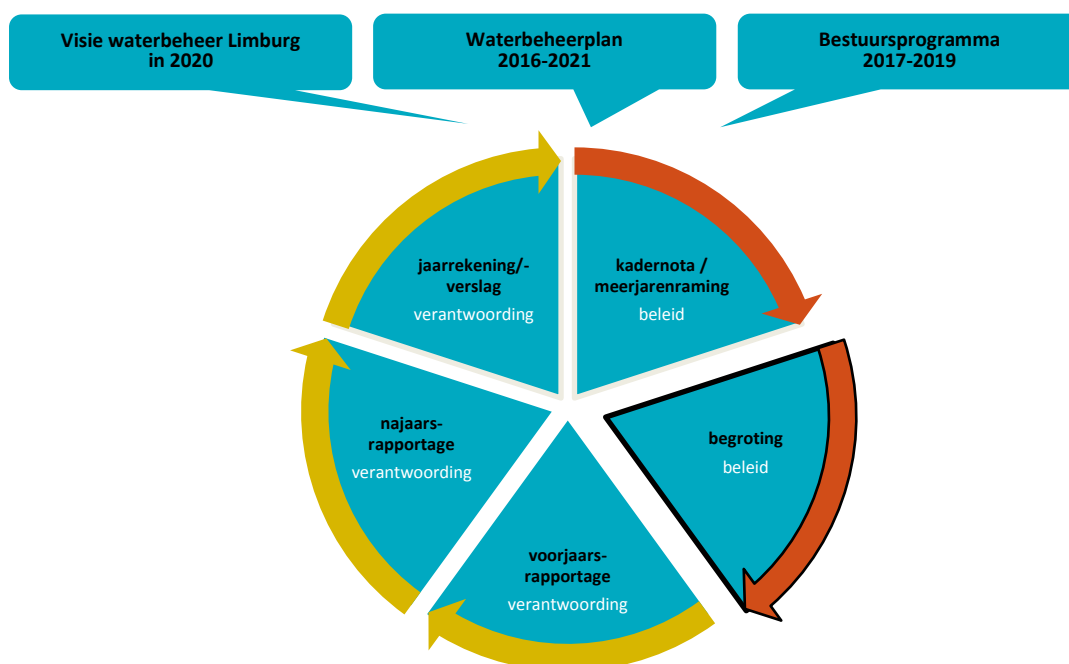 Visie waterbeheer Limburg
in 2020
Waterbeheerplan
2016-2021
Bestuursprogramma
2017-2019
jaarrekening/-
verslag
verantwoording
kadernota /
meerjarenraming
beleid
najaars-
rapportage
verantwoording
begroting
beleid
voorjaars-
rapportage
verantwoording